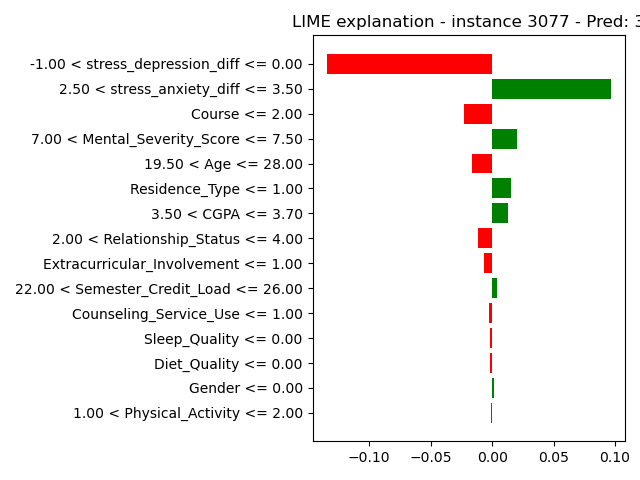 LIME explanation - instance 3077 - Pred: 3
-1.00 < stress_depression_diff <= 0.00
2.50 < stress_anxiety_diff <= 3.50
Course <= 2.00
7.00 < Mental_Severity_Score <= 7.50
19.50 < Age <= 28.00
Residence_Type <= 1.00
3.50 < CGPA <= 3.70
2.00 < Relationship_Status <= 4.00
Extracurricular_Involvement <= 1.00
22.00 < Semester_Credit_Load <= 26.00
Counseling_Service_Use <= 1.00
Sleep_Quality <= 0.00
Diet_Quality <= 0.00
Gender <= 0.00
1.00 < Physical_Activity <= 2.00
−0.10 −0.05 0.00 0.05 0.10